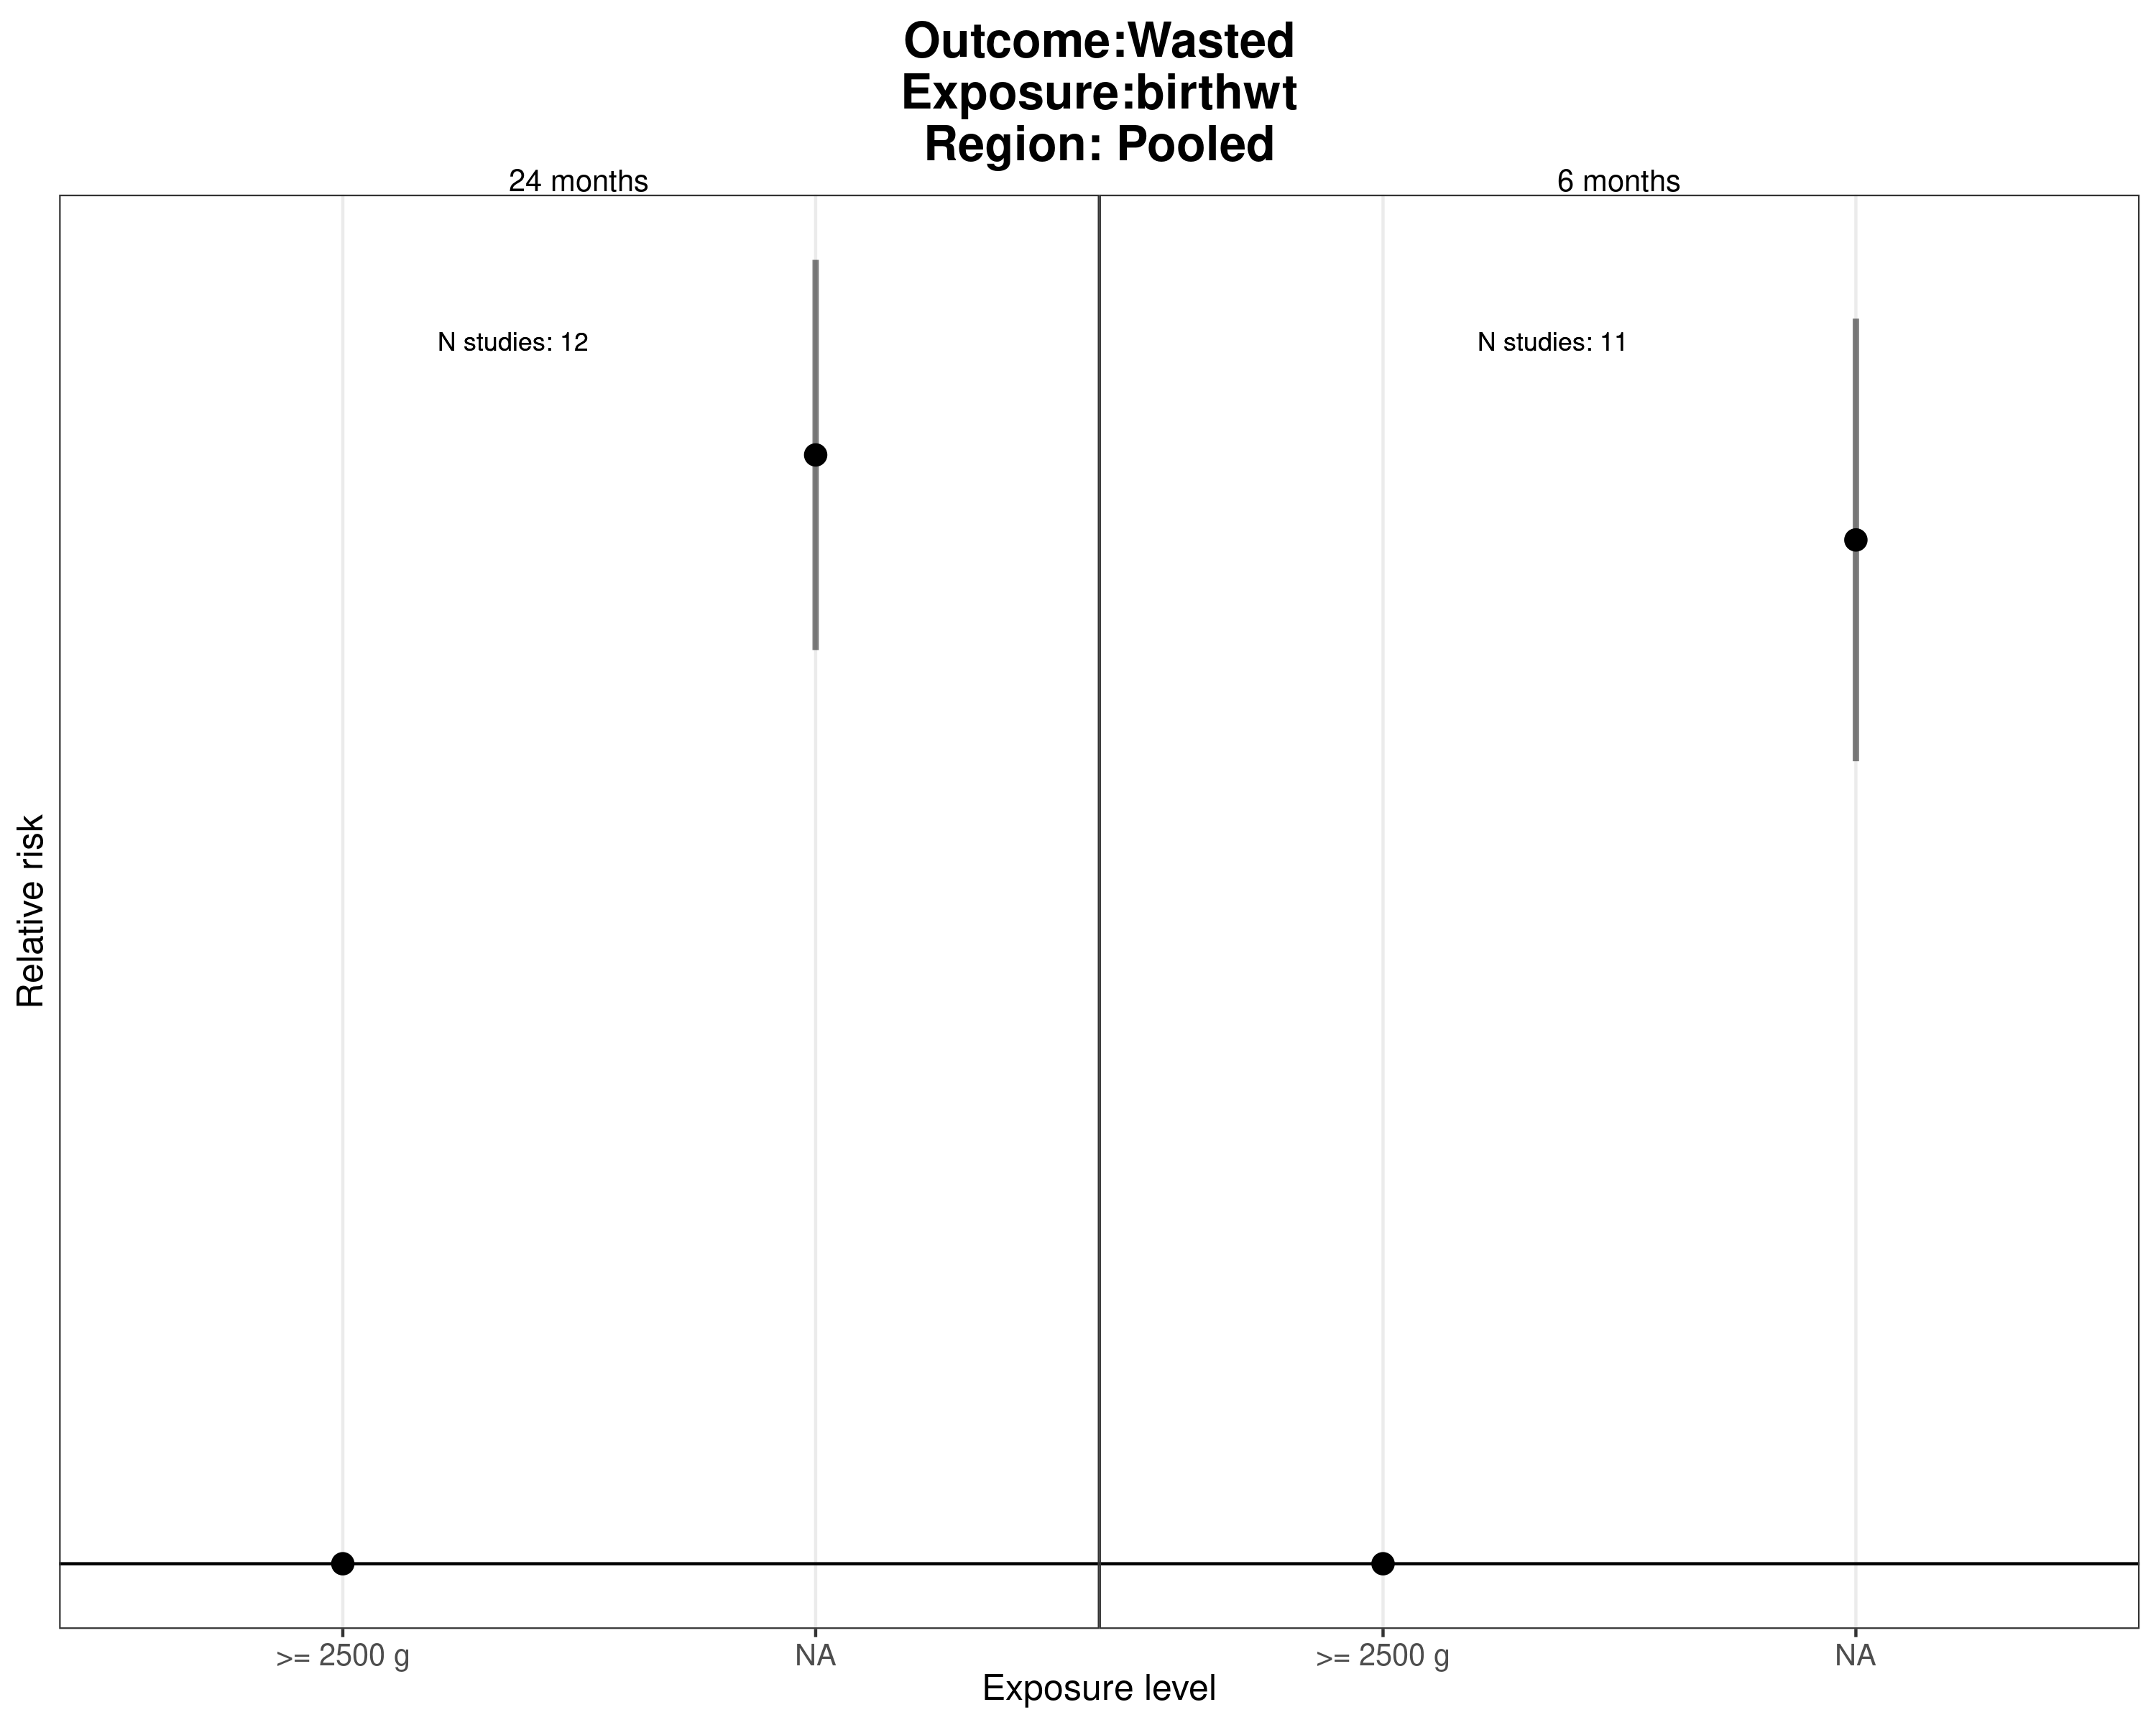 Outcome:Wasted
Exposure:birthwt
Region: Pooled
24 months
6 months
N studies: 12
N studies: 11
Relative risk
>= 2500 g
NA
>= 2500 g
NA
Exposure level